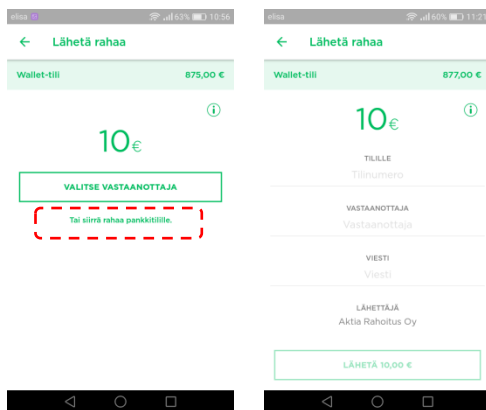 elisa 63% 10:56
← Lähetä rahaa
Wallet-tili 875,00 €
i
10€
VALITSE VASTAANOTTAJA
Tai siirrä rahaa pankkitilille.
elisa 60% 11:21
← Lähetä rahaa
Wallet-tili 877,00 €
i
10€
TILILLE
Tilinumero
VASTAANOTTAJA
Vastaanottaja
VIESTI
Viesti
LÄHETTÄJÄ
Aktia Rahoitus Oy
LÄHETÄ 10,00 €